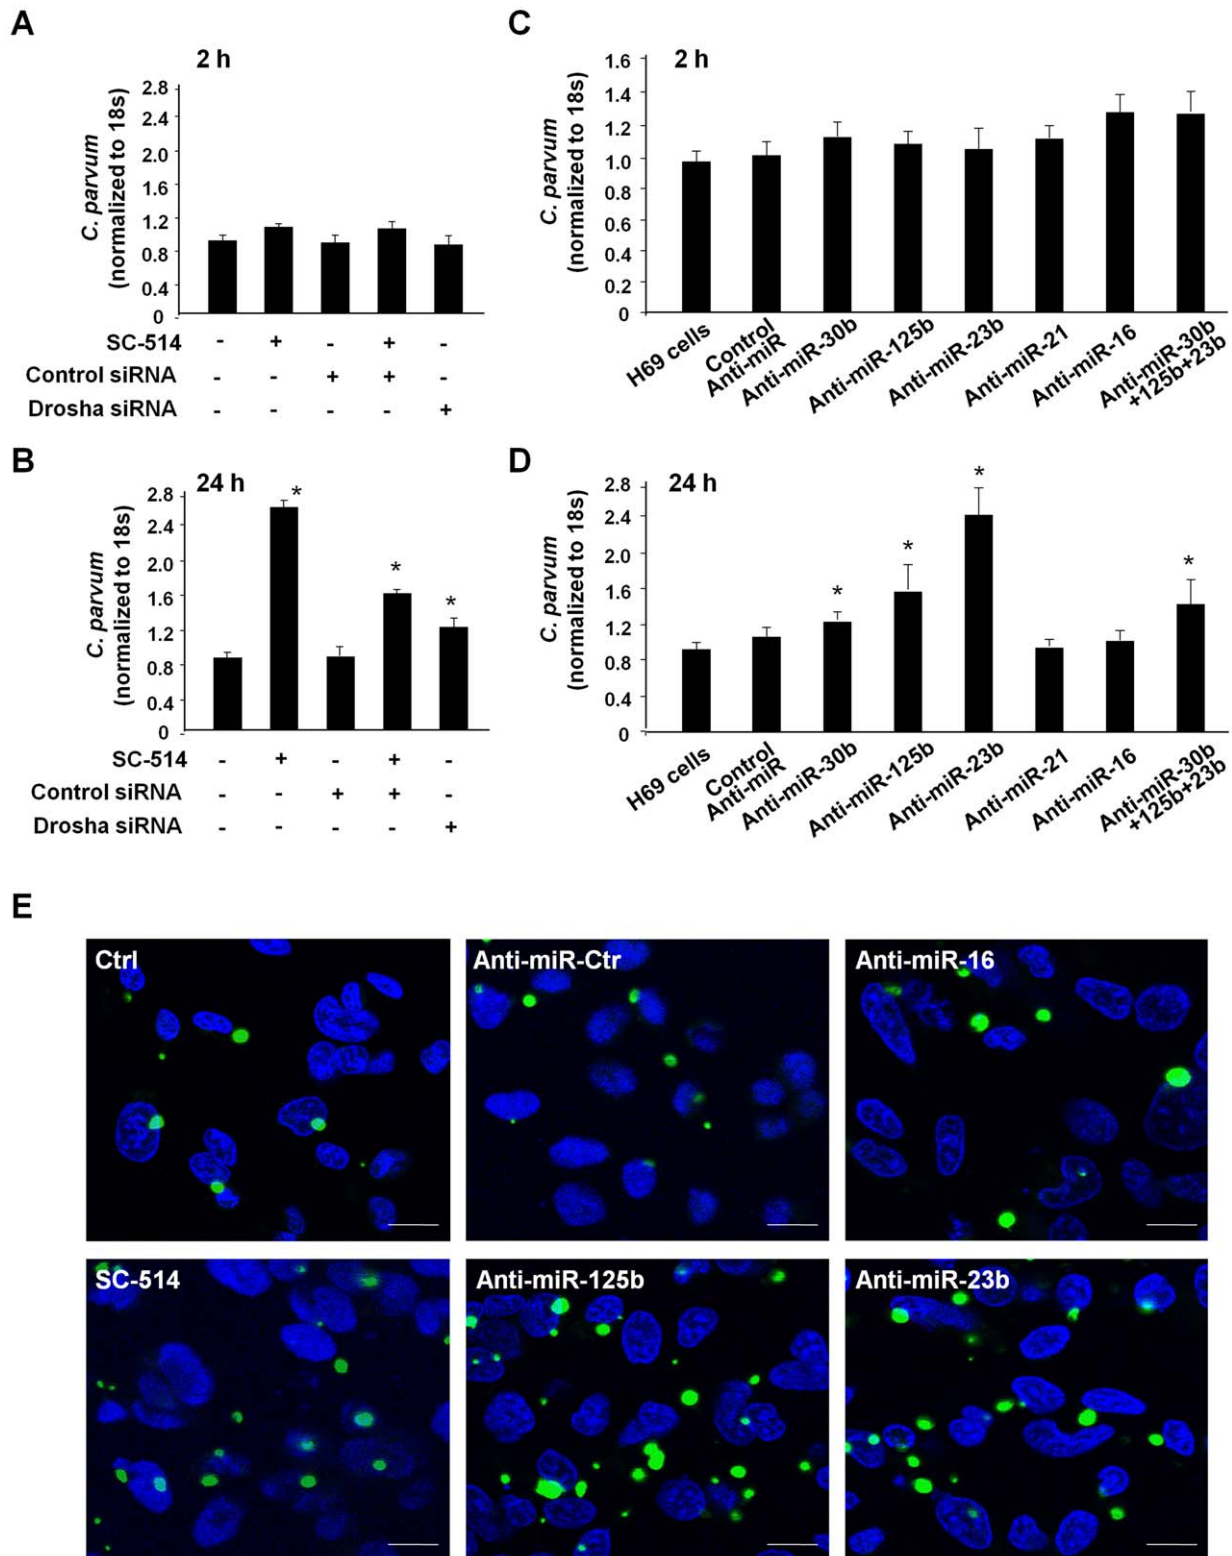 A
2 h
C. parvum
(normalized to 18s)
2.8
2.4
2.0
1.6
1.2
0.8
0.4
0
SC-514 - + - + -
Control siRNA - - + + -
Drosha siRNA - - - - +
C
2 h
C. parvum
(normalized to 18s)
1.6
1.4
1.2
1.0
0.8
0.6
0.4
0.2
0
H69 cells
Control
Anti-miR
Anti-miR-30b
Anti-miR-125b
Anti-miR-23b
Anti-miR-21
Anti-miR-16
Anti-miR-30b
+125b+23b
B
24 h
C. parvum
(normalized to 18s)
2.8
2.4
2.0
1.6
1.2
0.8
0.4
0
*
*
*
SC-514 - + - + -
Control siRNA - - + + -
Drosha siRNA - - - - +
D
24 h
C. parvum
(normalized to 18s)
2.8
2.4
2.0
1.6
1.2
0.8
0.4
0
*
*
*
*
H69 cells
Control
Anti-miR
Anti-miR-30b
Anti-miR-125b
Anti-miR-23b
Anti-miR-21
Anti-miR-16
Anti-miR-30b
+125b+23b
E
Ctrl
Anti-miR-Ctr
Anti-miR-16
SC-514
Anti-miR-125b
Anti-miR-23b